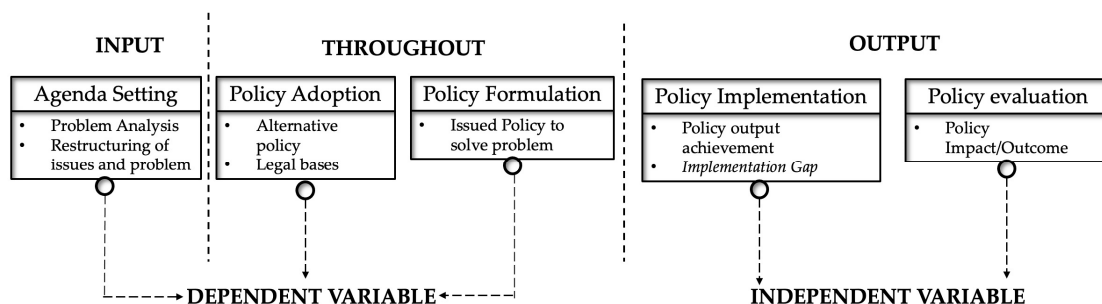 INPUT
THROUGHOUT
OUTPUT
Agenda Setting
• Problem Analysis
• Restructuring of
issues and problem
Policy Adoption
• Alternative
policy
• Legal bases
Policy Formulation
• Issued Policy to
solve problem
Policy Implementation
• Policy output
achievement
• Implementation Gap
Policy evaluation
• Policy
Impact/Outcome
DEPENDENT VARIABLE
INDEPENDENT VARIABLE